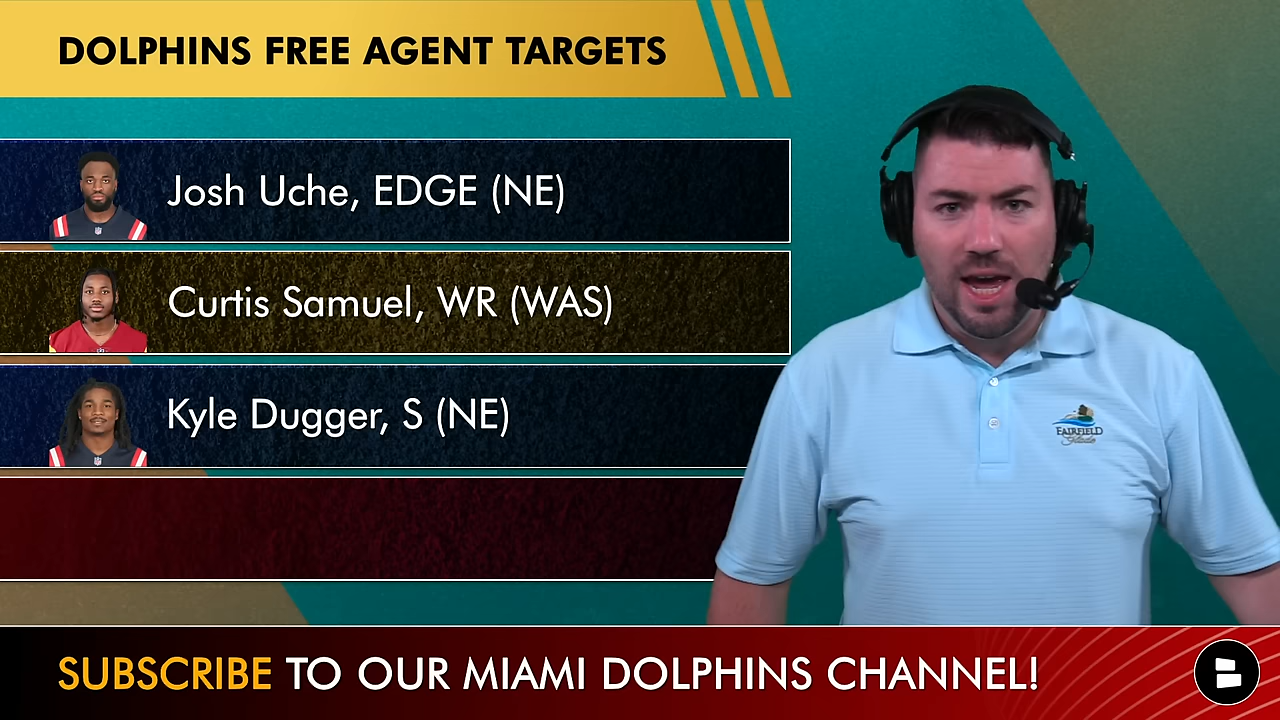 DOLPHINS FREE AGENT TARGETS
Josh Uche, EDGE (NE)
Curtis Samuel, WR (WAS)
Kyle Dugger, S (NE)
FAIRFIELD
SUBSCRIBE TO OUR MIAMI DOLPHINS CHANNEL!